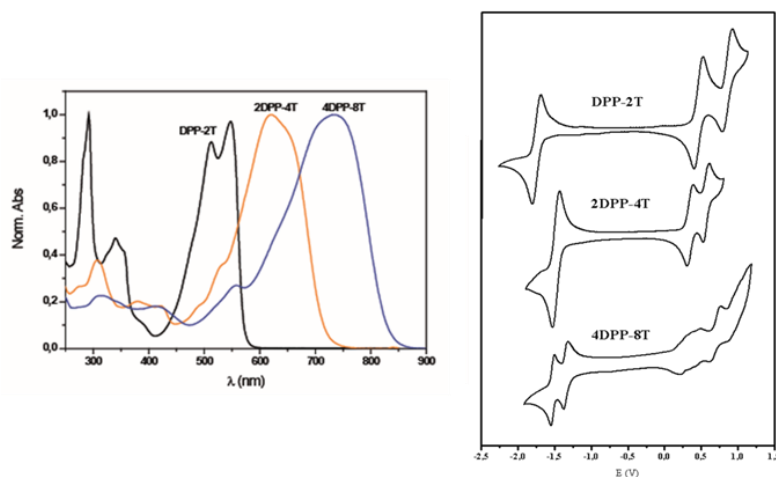 2DPP-4T 4DPP-8T
DPP-2T
1,0
0,8
0,6
0,4
0,2
0,0
Norm. Abs
300 400 500 600 700 800 900
λ (nm)
DPP-2T
2DPP-4T
4DPP-8T
-2,5 -2,0 -1,5 -1,0 -0,5 0,0 0,5 1,0 1,5
E (V)